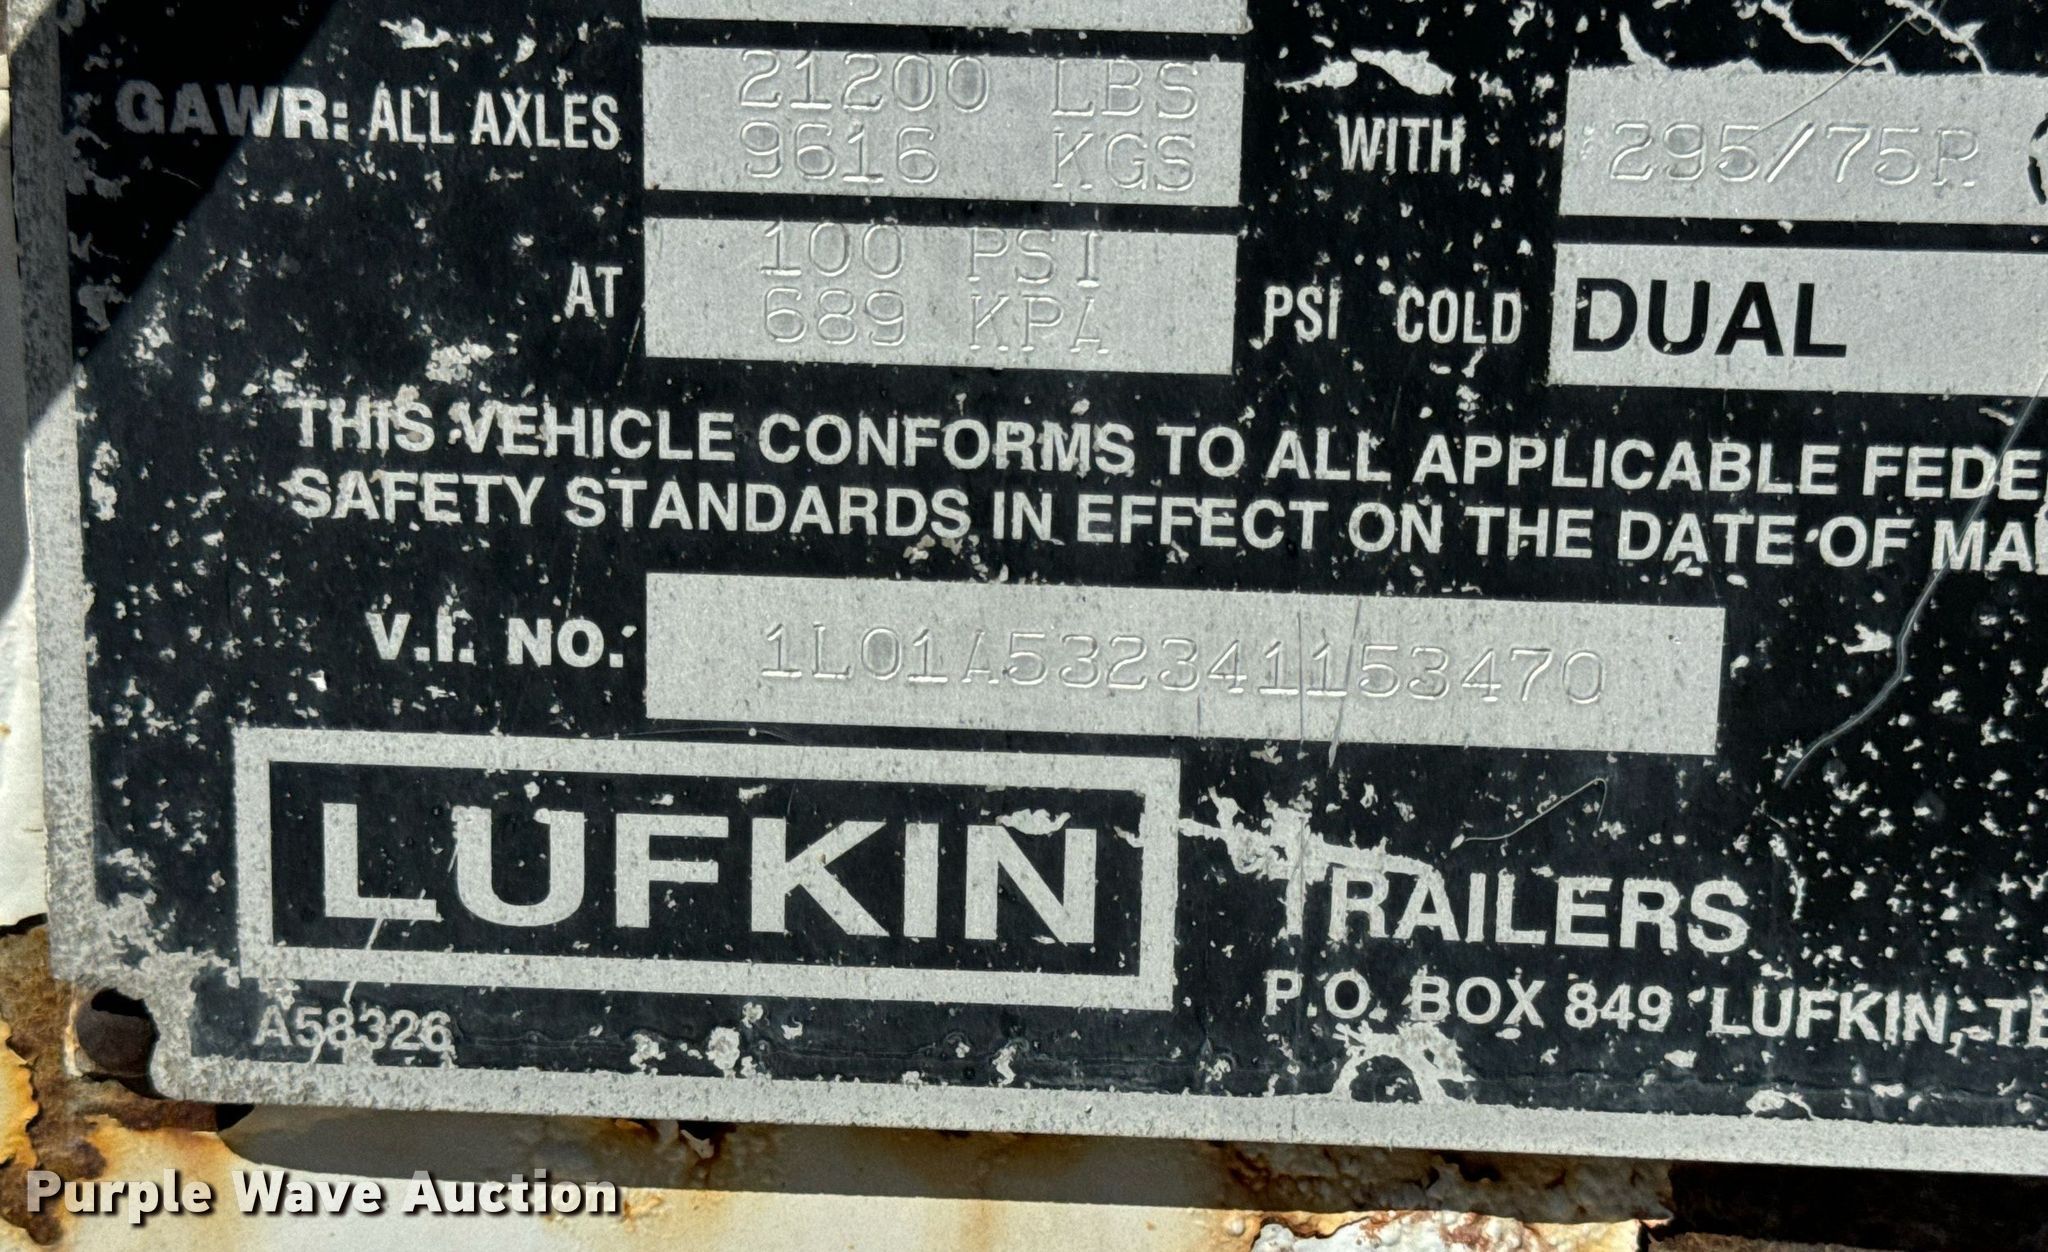 21200 LBS
GAWR: ALL AXLES 9616 KGS WITH 295/75R
100 PSI
AT 689 KPA PSI COLD DUAL
THIS VEHICLE CONFORMS TO ALL APPLICABLE FEDE
SAFETY STANDARDS IN EFFECT ON THE DATE OF MA
V.I. NO. 1L01A532341153470
LUFKIN TRAILERS
P.O. BOX 849 LUFKIN, TE
A58326
Purple Wave Auction